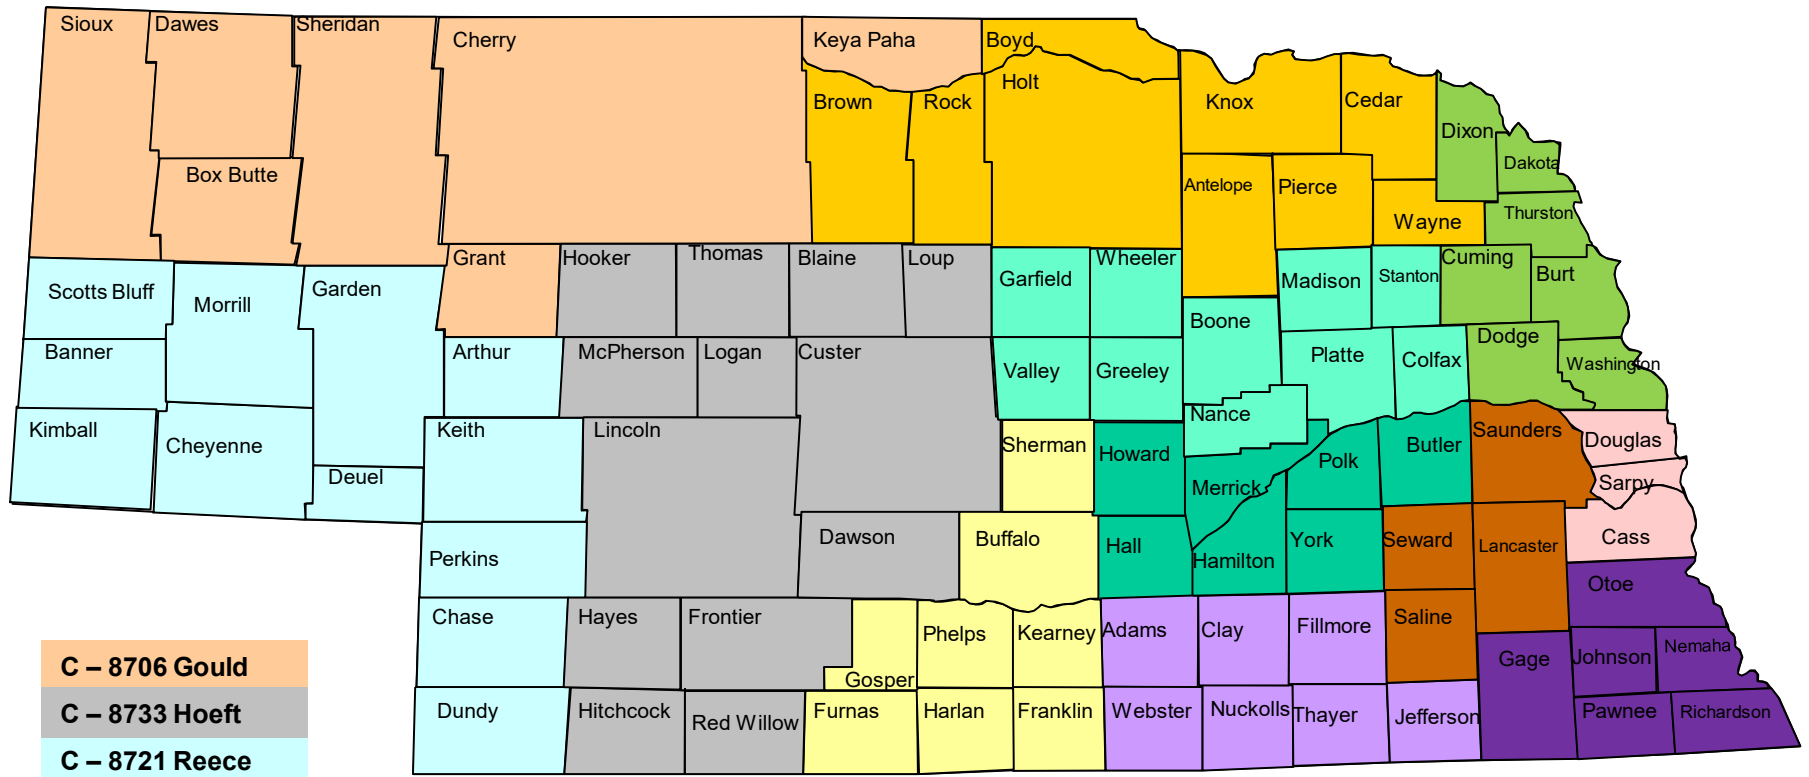 Sioux
Dawes
Sheridan
Cherry
Keya Paha
Boyd
Holt
Brown
Rock
Knox
Cedar
Dixon
Dakota
Box Butte
Antelope
Pierce
Wayne
Thurston
Grant
Hooker
Thomas
Blaine
Loup
Garfield
Wheeler
Madison
Stanton
Cuming
Burt
Scotts Bluff
Morrill
Garden
Boone
Banner
Arthur
McPherson
Logan
Custer
Valley
Greeley
Platte
Colfax
Dodge
Washington
Nance
Kimball
Cheyenne
Keith
Lincoln
Sherman
Howard
Polk
Butler
Saunders
Douglas
Deuel
Merrick
Sarpy
Perkins
Dawson
Buffalo
Hall
Hamilton
York
Seward
Lancaster
Cass
Otoe
Chase
Hayes
Frontier
Phelps
Kearney
Adams
Clay
Fillmore
Saline
Gage
Johnson
Nemaha
Gosper
Dundy
Hitchcock
Red Willow
Furnas
Harlan
Franklin
Webster
Nuckolls
Thayer
Jefferson
Pawnee
Richardson
C – 8706 Gould
C – 8733 Hoeft
C – 8721 Reece